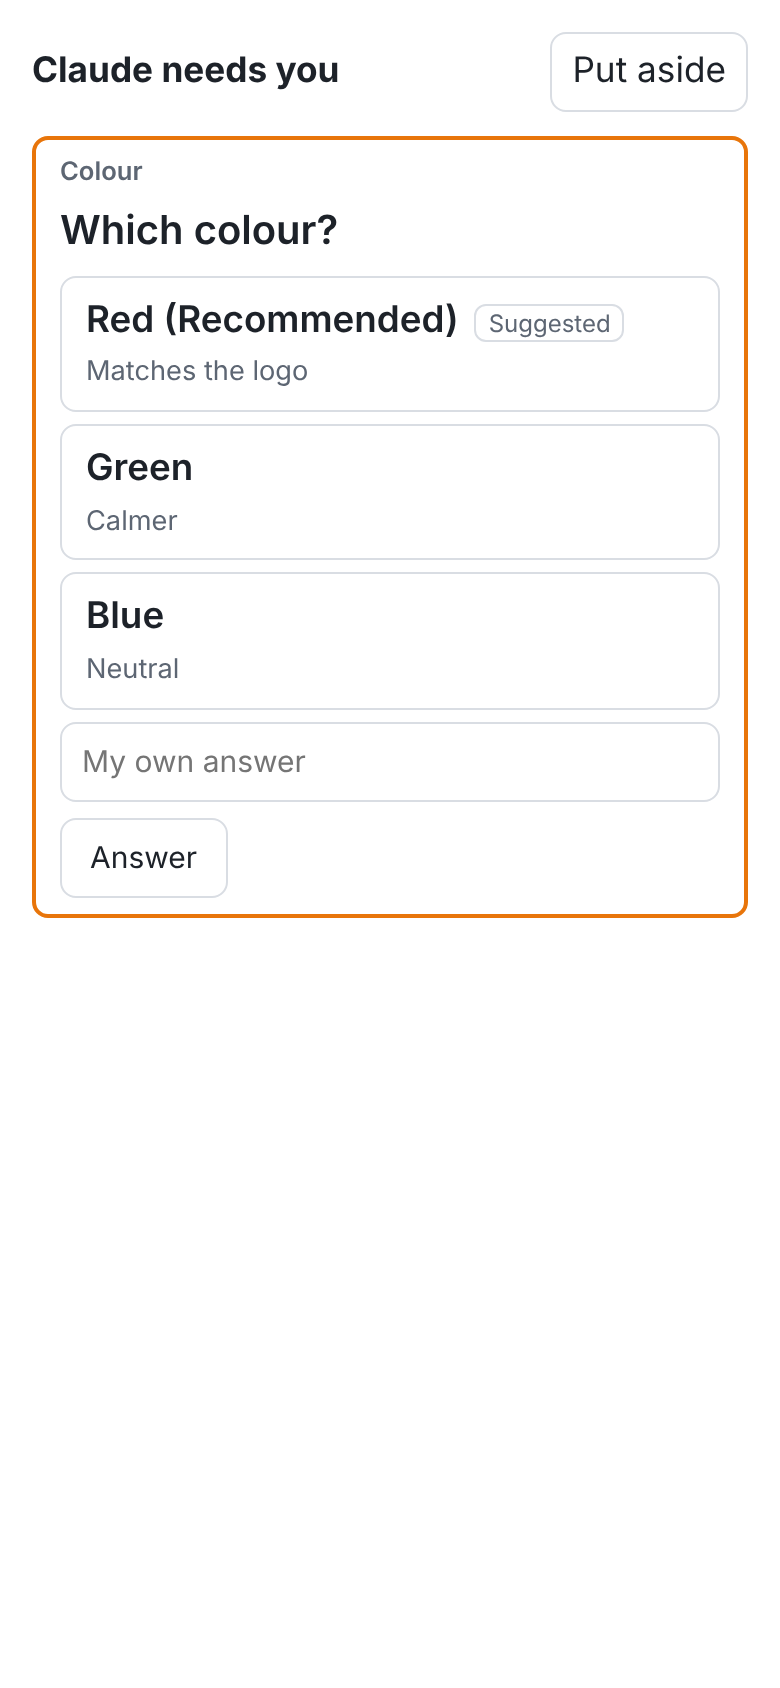 Claude needs you
Put aside
Colour
Which colour?
Red (Recommended) Suggested
Matches the logo
Green
Calmer
Blue
Neutral
My own answer
Answer